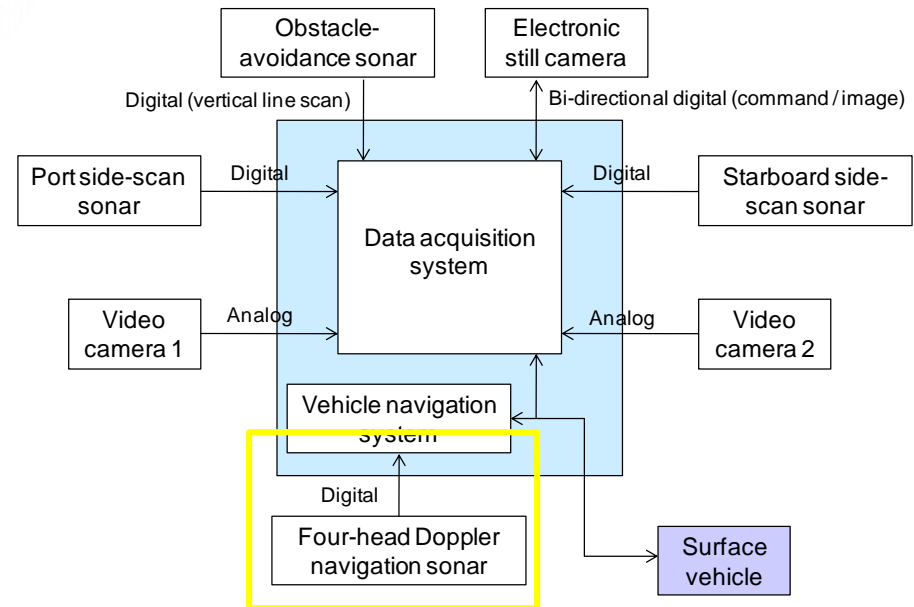 Obstacle-
avoidance sonar
Electronic
still camera
Digital (vertical line scan)
Bi-directional digital (command / image)
Port side-scan
sonar
Digital
Digital
Starboard side-
scan sonar
Data acquisition
system
Video
camera 1
Analog
Analog
Video
camera 2
Vehicle navigation
system
Digital
Four-head Doppler
navigation sonar
Surface
vehicle